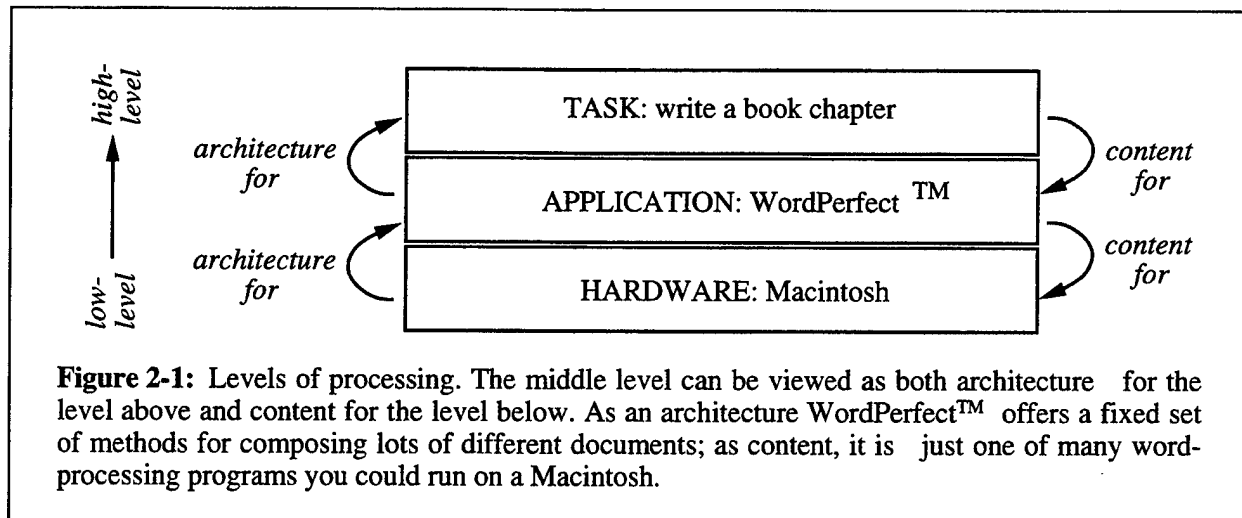 high-
level
low-
level
architecture
for
architecture
for
TASK: write a book chapter
APPLICATION: WordPerfect TM
HARDWARE: Macintosh
content
for
content
for
Figure 2-1: Levels of processing. The middle level can be viewed as both architecture for the
level above and content for the level below. As an architecture WordPerfect™ offers a fixed set
of methods for composing lots of different documents; as content, it is just one of many word-
processing programs you could run on a Macintosh.